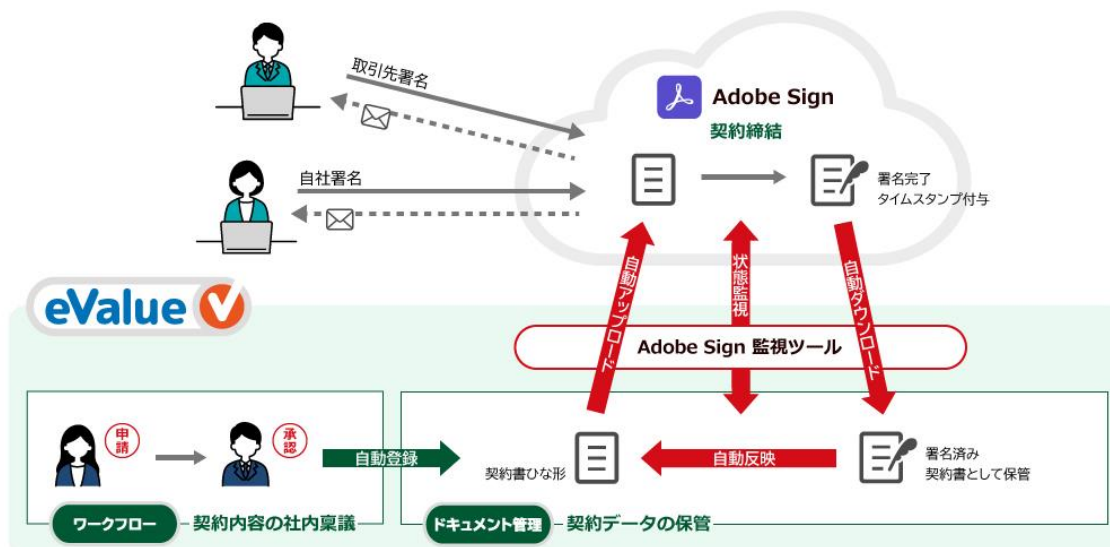 取引先署名
Adobe Sign
契約締結
自社署名
署名完了
タイムスタンプ付与
eValue V
自動アップロード
状態監視
自動ダウンロード
Adobe Sign 監視ツール
申請
承認
自動登録
契約書ひな形
自動反映
署名済み
契約書として保管
ワークフロー
契約内容の社内稟議
ドキュメント管理
契約データの保管